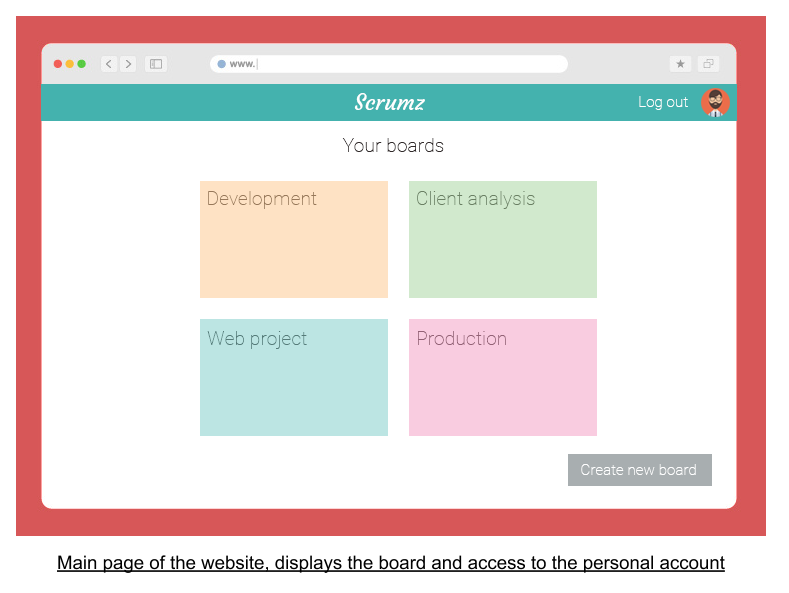 www.
Scrumz
Log out
Your boards
Development
Client analysis
Web project
Production
Create new board
Main page of the website, displays the board and access to the personal account